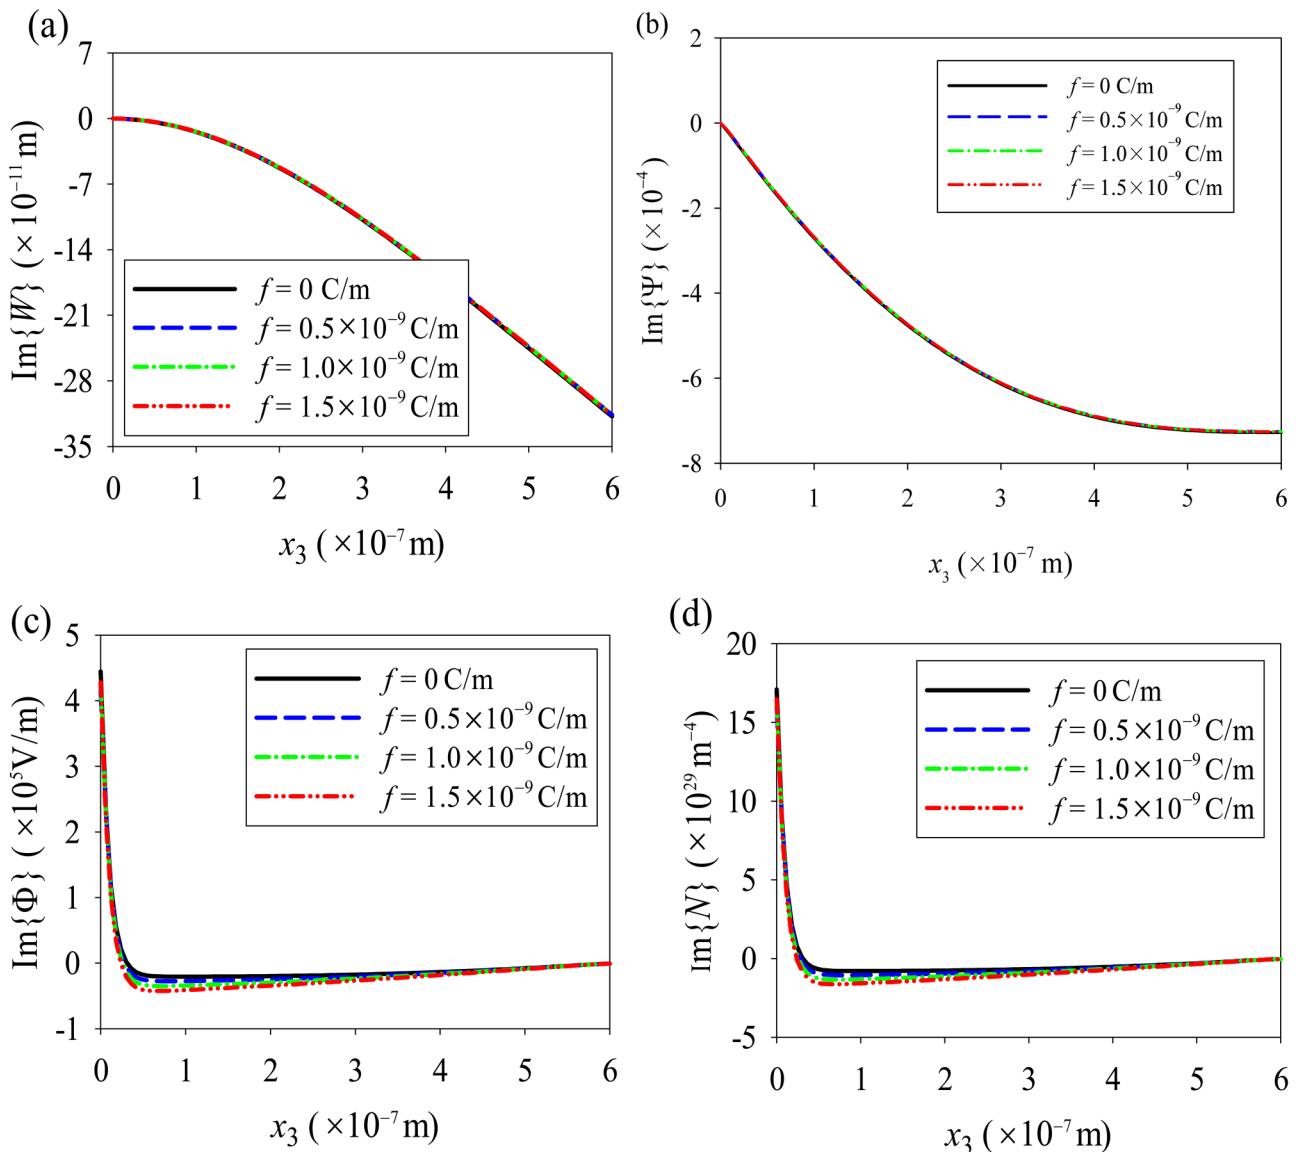 (a)
7
0
-7
-14
-21
-28
-35
Im{W} (×10⁻¹¹ m)
f = 0 C/m
f = 0.5×10⁻⁹ C/m
f = 1.0×10⁻⁹ C/m
f = 1.5×10⁻⁹ C/m
0 1 2 3 4 5 6
x₃ (×10⁻⁷ m)
(b)
2
0
-2
-4
-6
-8
Im{Ψ} (×10⁻⁴)
f = 0 C/m
f = 0.5×10⁻⁹ C/m
f = 1.0×10⁻⁹ C/m
f = 1.5×10⁻⁹ C/m
0 1 2 3 4 5 6
x₃ (×10⁻⁷ m)
(c)
5
4
3
2
1
0
-1
Im{Φ} (×10⁵V/m)
f = 0 C/m
f = 0.5×10⁻⁹ C/m
f = 1.0×10⁻⁹ C/m
f = 1.5×10⁻⁹ C/m
0 1 2 3 4 5 6
x₃ (×10⁻⁷ m)
(d)
20
15
10
5
0
-5
Im{N} (×10²⁹ m⁻⁴)
f = 0 C/m
f = 0.5×10⁻⁹ C/m
f = 1.0×10⁻⁹ C/m
f = 1.5×10⁻⁹ C/m
0 1 2 3 4 5 6
x₃ (×10⁻⁷ m)